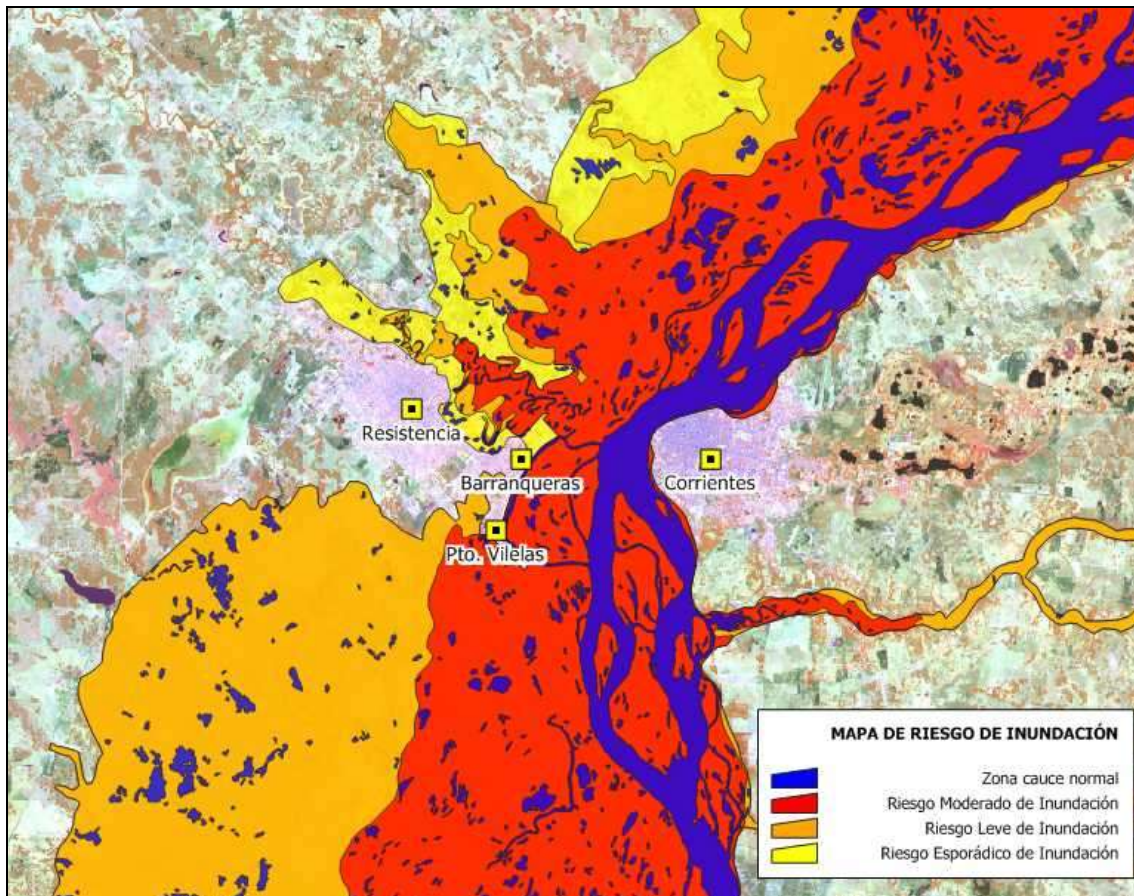 Resistencia
Barranqueras
Corrientes
Pto. Vilelas
MAPA DE RIESGO DE INUNDACIÓN
Zona cauce normal
Riesgo Moderado de Inundación
Riesgo Leve de Inundación
Riesgo Esporádico de Inundación